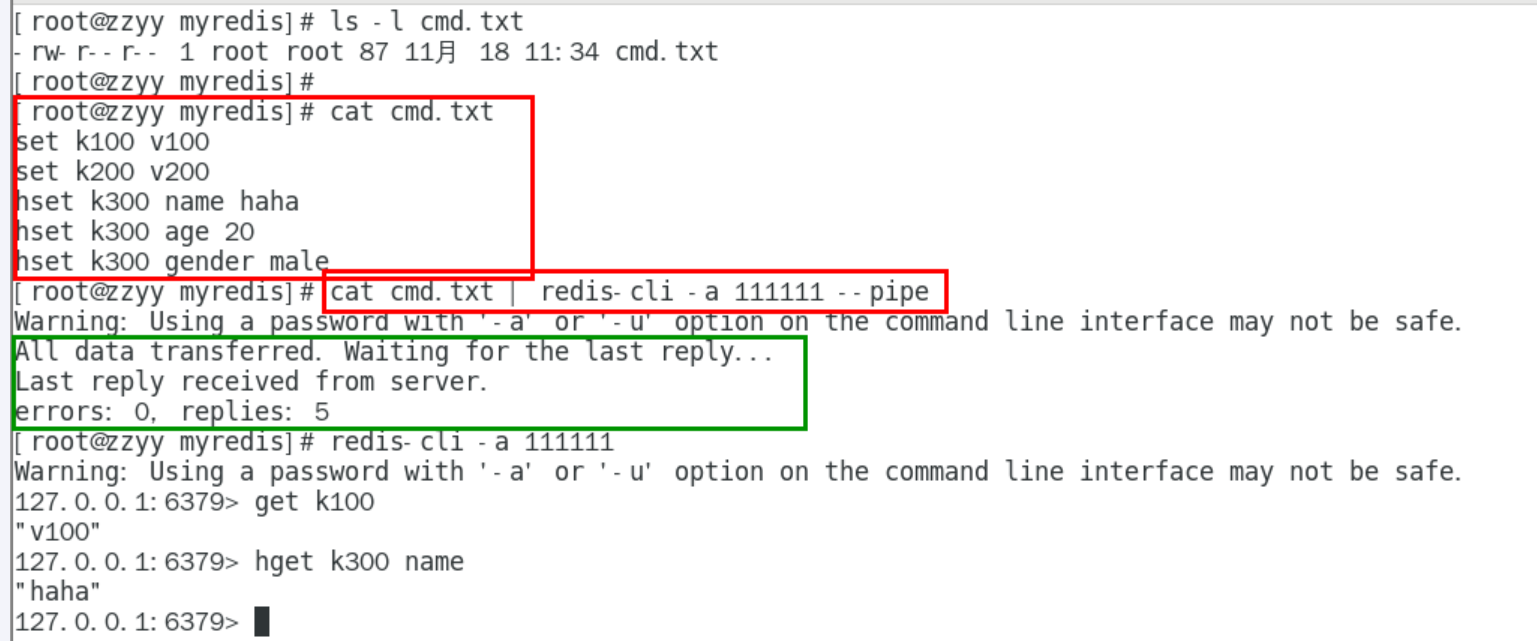 [root@zzyy myredis]# ls -l cmd.txt
-rw-r--r-- 1 root root 87 11月 18 11:34 cmd.txt
[root@zzyy myredis]#
[root@zzyy myredis]# cat cmd.txt
set k100 v100
set k200 v200
hset k300 name haha
hset k300 age 20
hset k300 gender male
[root@zzyy myredis]# cat cmd.txt | redis-cli -a 111111 --pipe
Warning: Using a password with '-a' or '-u' option on the command line interface may not be safe.
All data transferred. Waiting for the last reply...
Last reply received from server.
errors: 0, replies: 5
[root@zzyy myredis]# redis-cli -a 111111
Warning: Using a password with '-a' or '-u' option on the command line interface may not be safe.
127.0.0.1:6379> get k100
"v100"
127.0.0.1:6379> hget k300 name
"haha"
127.0.0.1:6379>